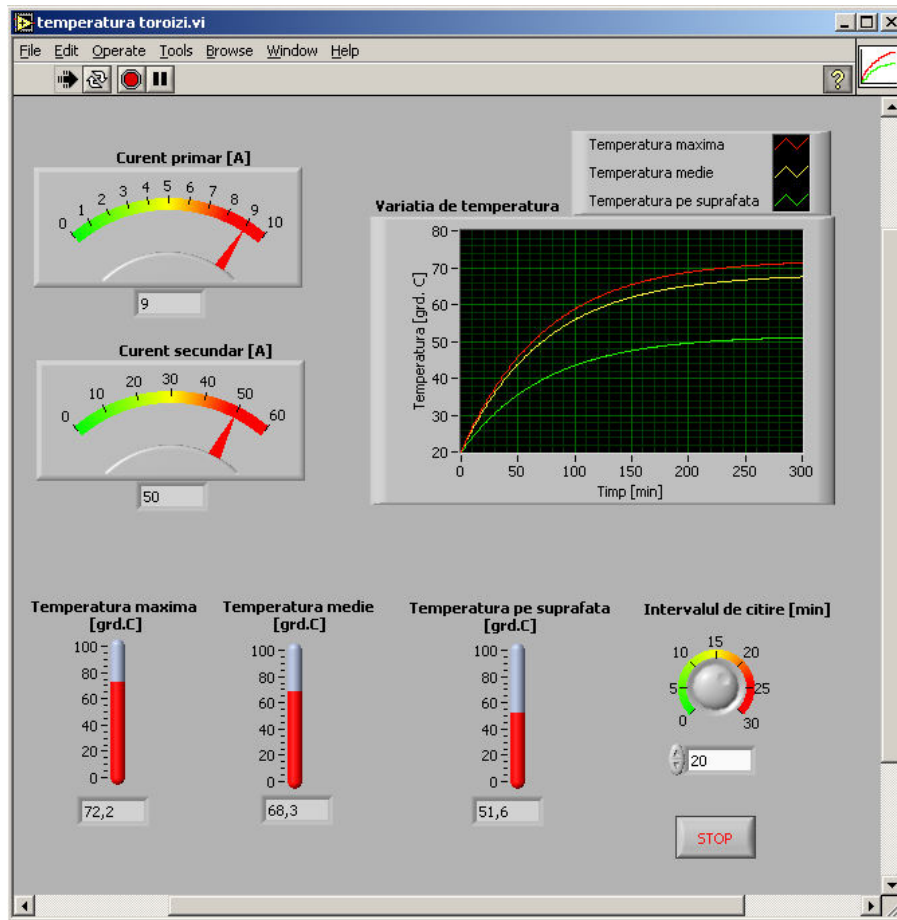 temperatura toroizi.vi
File Edit Operate Tools Browse Window Help
Curent primar [A]
0 1 2 3 4 5 6 7 8 9 10
9
Curent secundar [A]
0 10 20 30 40 50 60
50
Temperatura maxima
Temperatura medie
Temperatura pe suprafata
Variatia de temperatura
Temperatura [grd. C]
80
70
60
50
40
30
20
0 50 100 150 200 250 300
Timp [min]
Temperatura maxima
[grd.C]
100
80
60
40
20
0
72,2
Temperatura medie
[grd.C]
100
80
60
40
20
0
68,3
Temperatura pe suprafata
[grd.C]
100
80
60
40
20
0
51,6
Intervalul de citire [min]
0 5 10 15 20 25 30
20
STOP